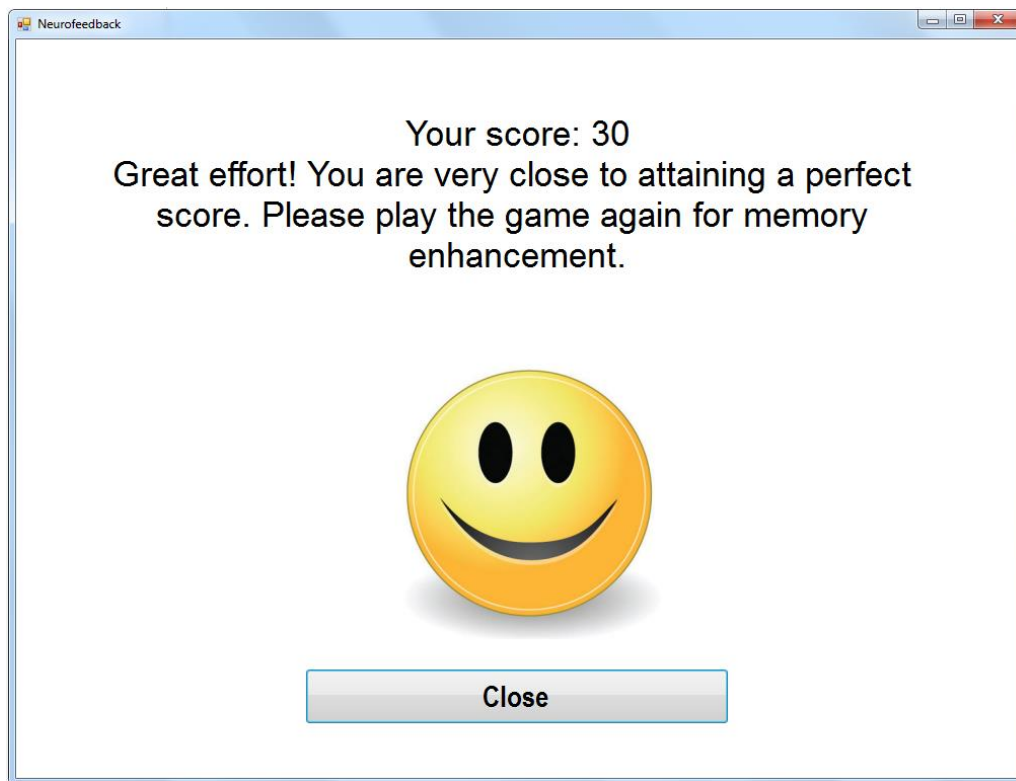 Neurofeedback
Your score: 30
Great effort! You are very close to attaining a perfect
score. Please play the game again for memory
enhancement.
Close